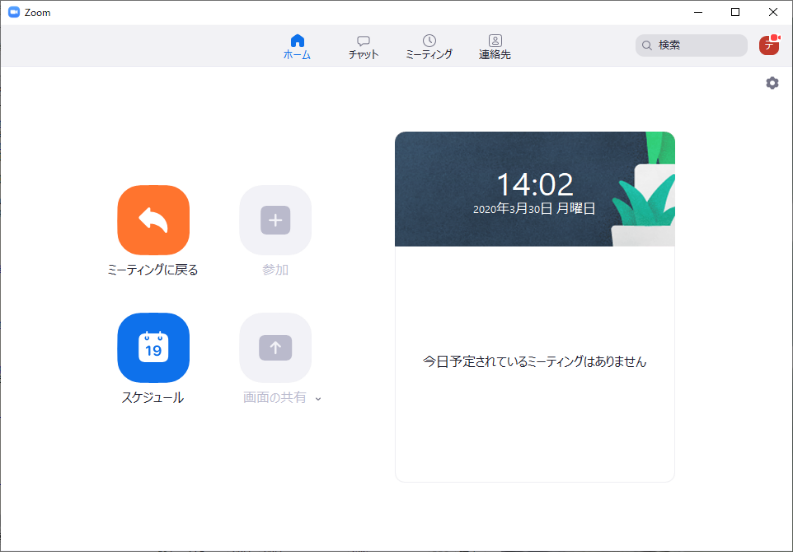 Zoom
ホーム
チャット
ミーティング
連絡先
検索
テ
ミーティングに戻る
参加
19
スケジュール
画面の共有
14:02
2020年3月30日 月曜日
今日予定されているミーティングはありません